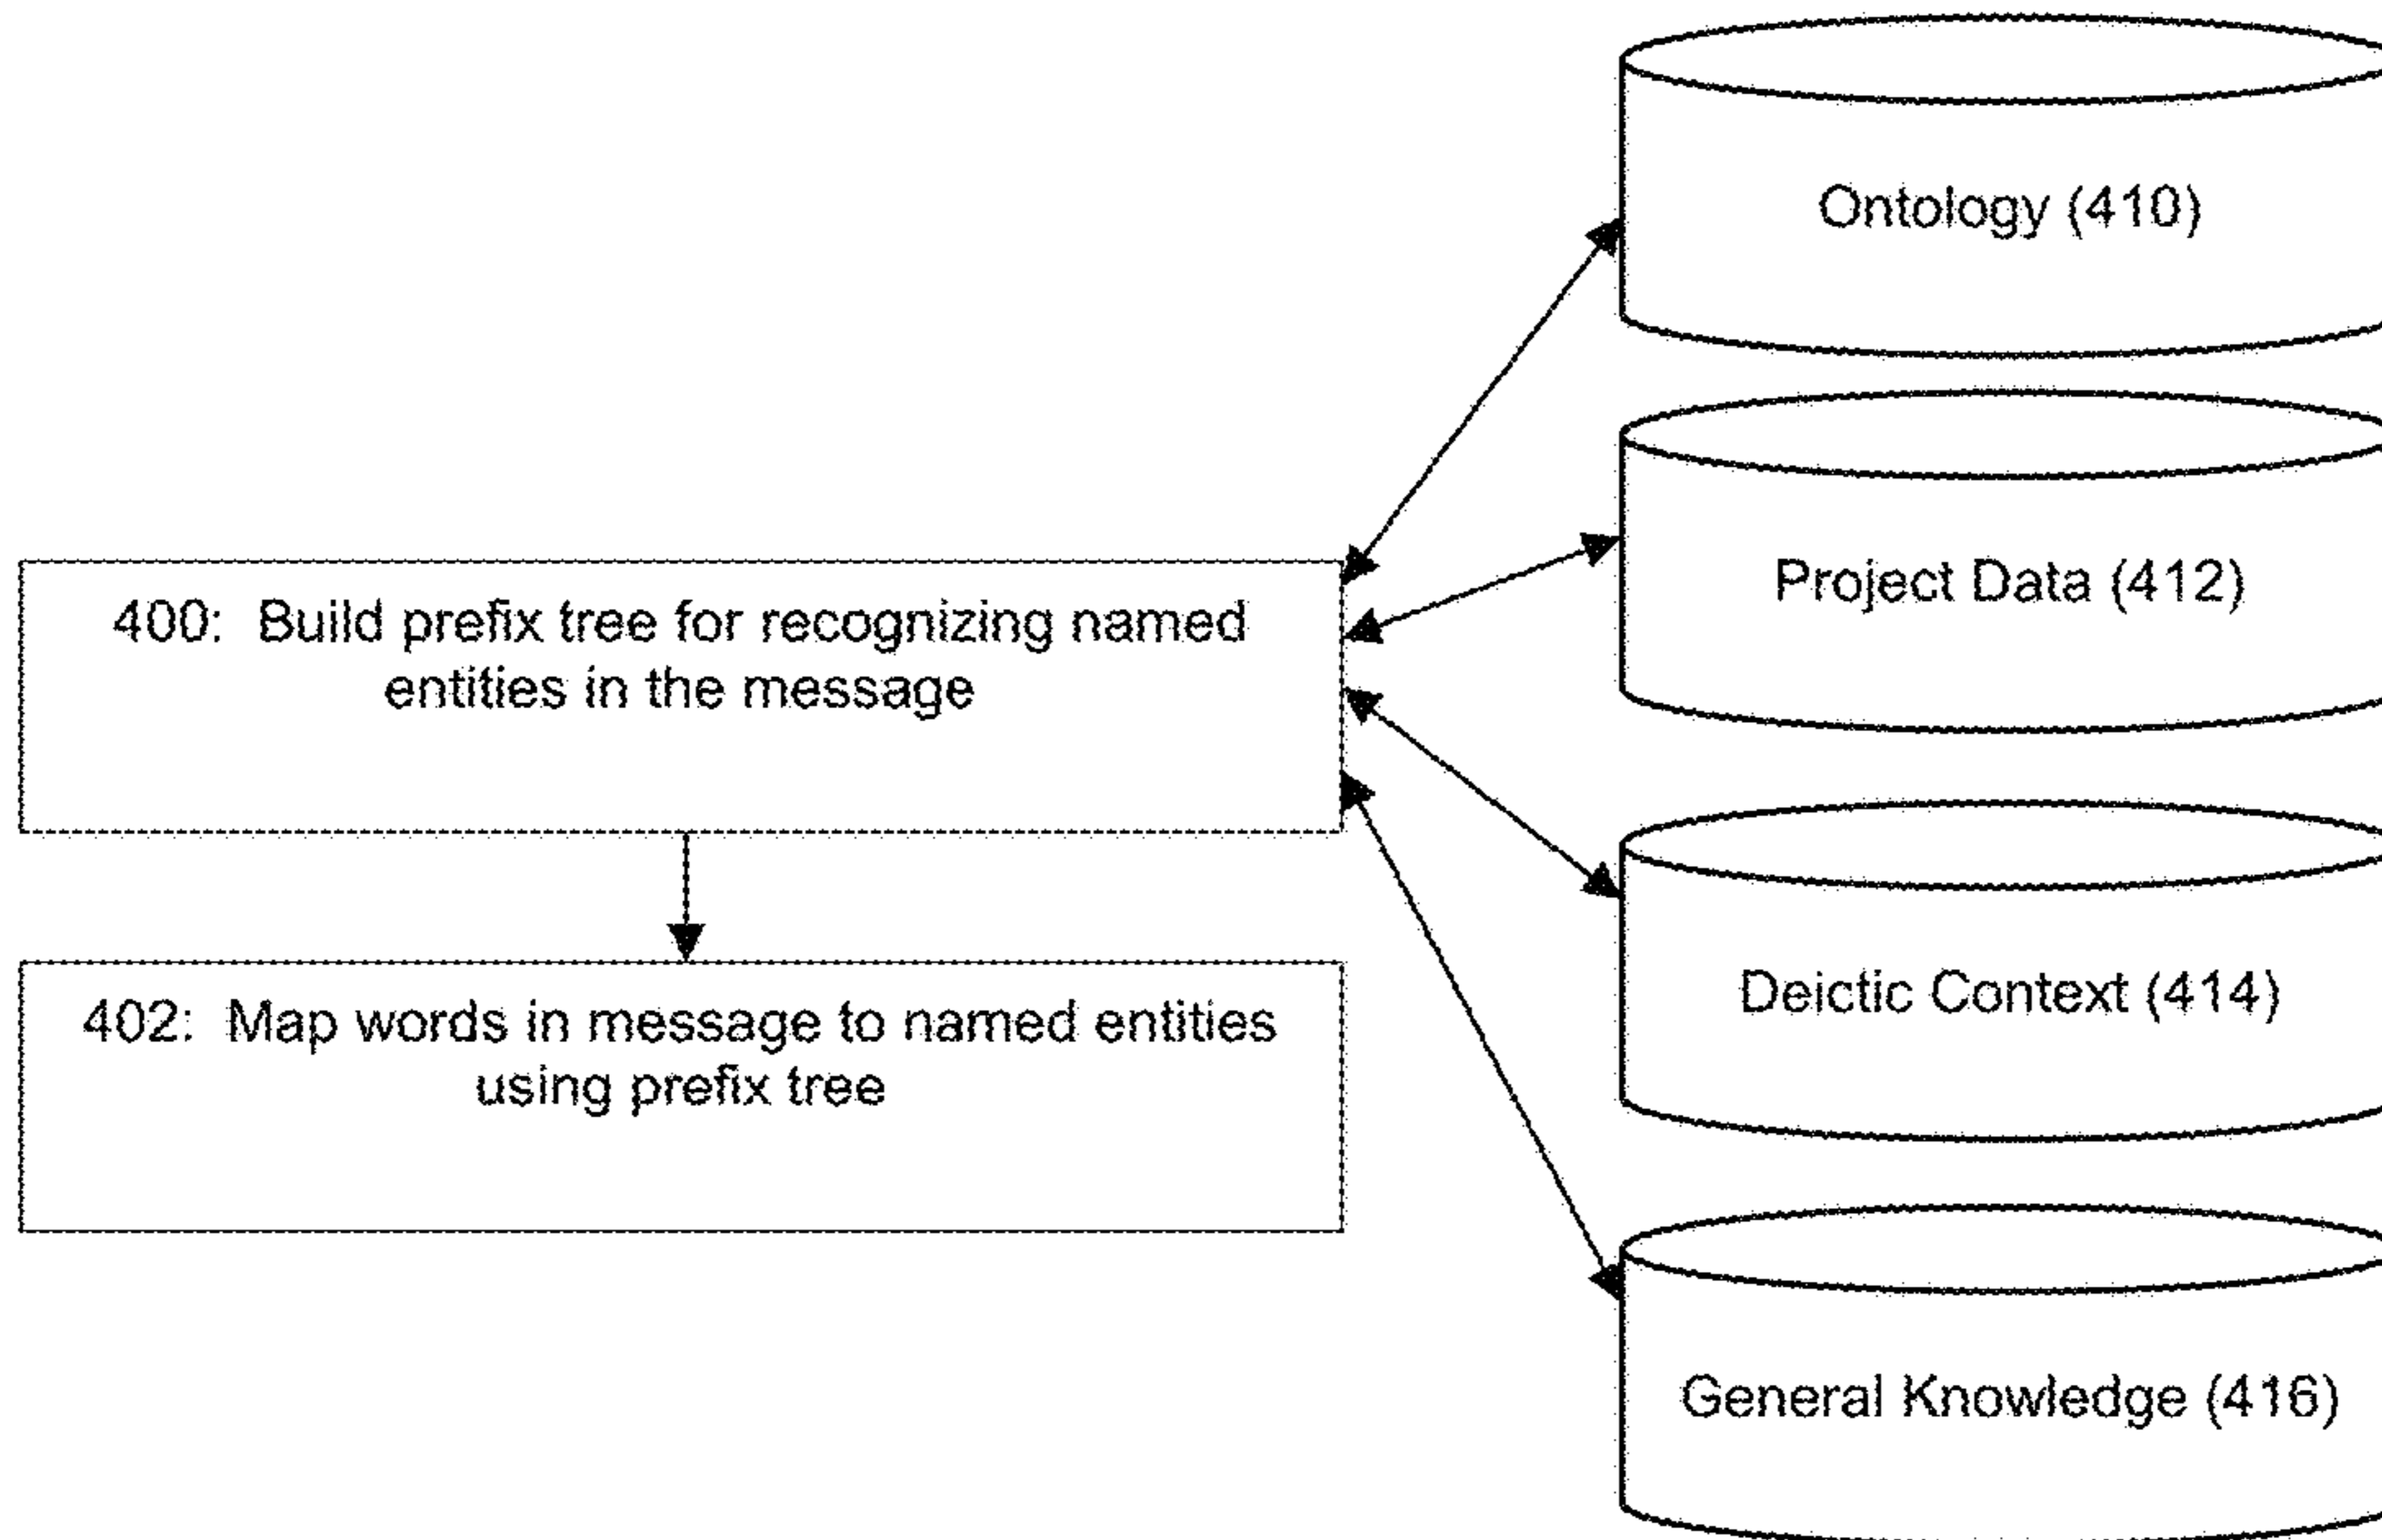 Ontology (410)
Project Data (412)
400: Build prefix tree for recognizing named
entities in the message
Deictic Context (414)
402: Map words in message to named entities
using prefix tree
General Knowledge (416)